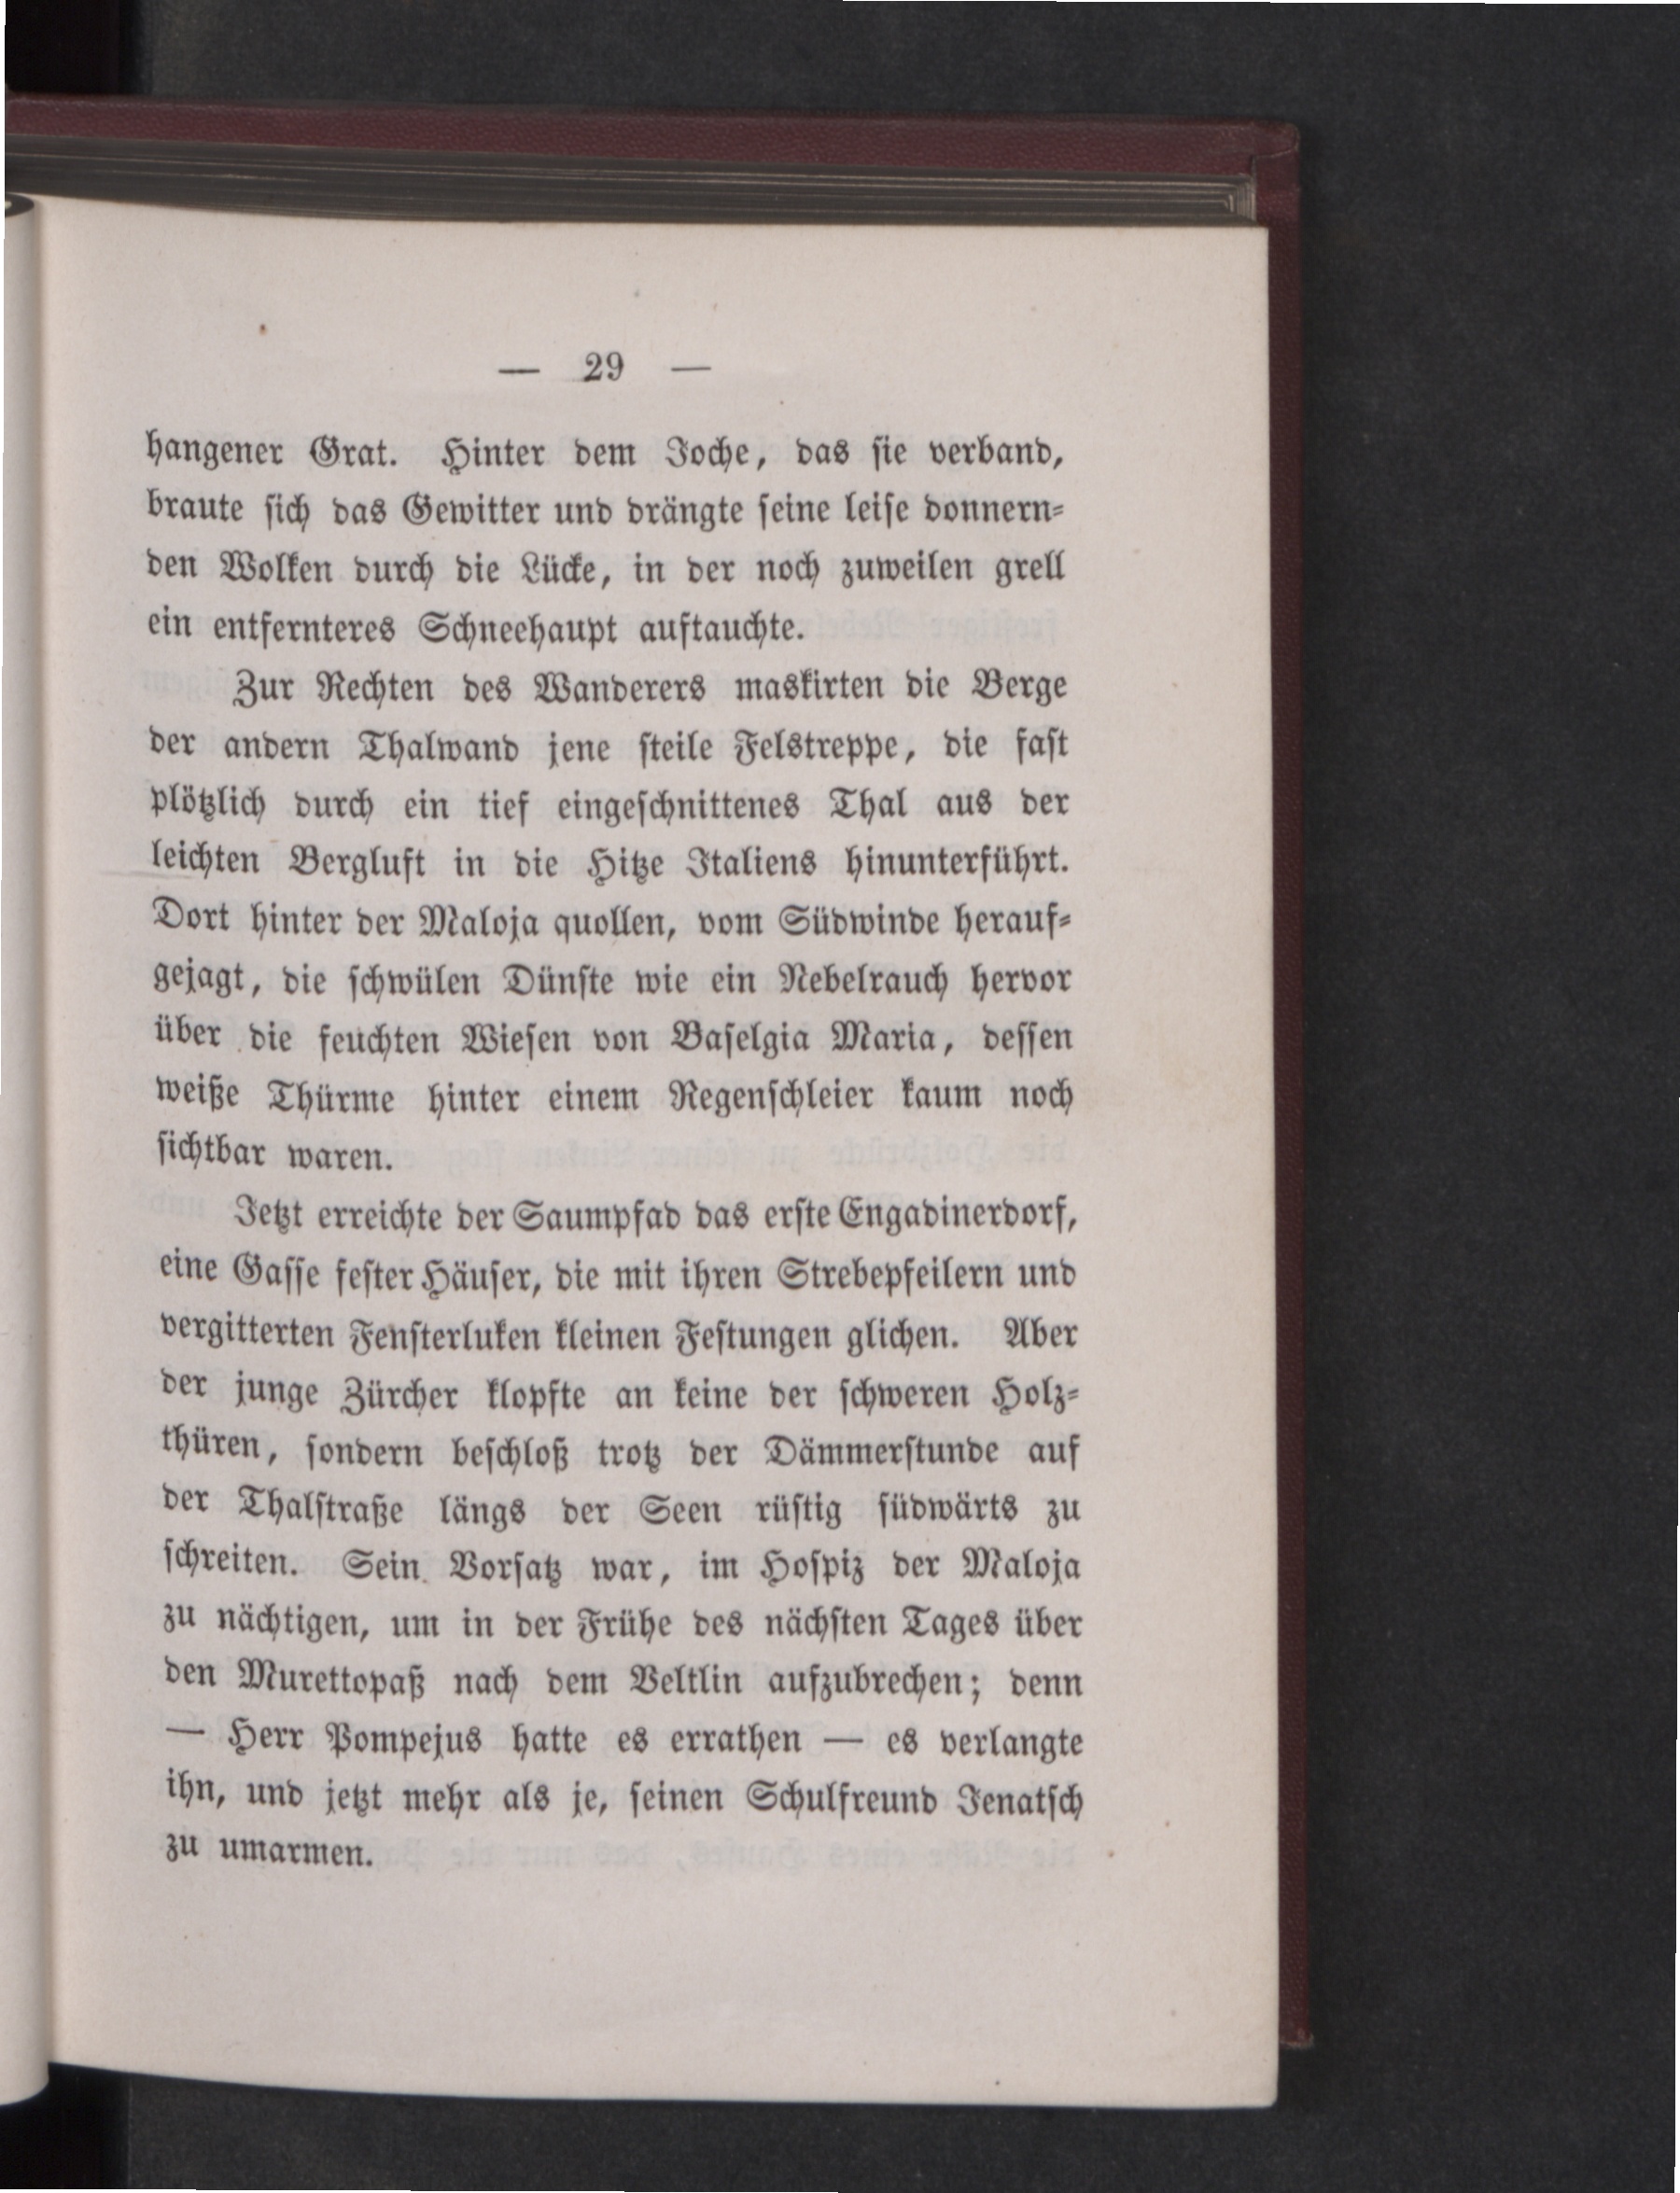 — 29 —
hangener Grat. Hinter dem Joche, das sie verband,
braute sich das Gewitter und drängte seine leise donnern-
den Wolken durch die Lücke, in der noch zuweilen grell
ein entfernteres Schneehaupt auftauchte.
Zur Rechten des Wanderers maskirten die Berge
der andern Thalwand jene steile Felstreppe, die fast
plötzlich durch ein tief eingeschnittenes Thal aus der
leichten Bergluft in die Hitze Italiens hinunterführt.
Dort hinter der Maloja quollen, vom Südwinde herauf-
gejagt, die schwülen Dünste wie ein Nebelrauch hervor
über die feuchten Wiesen von Baselgia Maria, dessen
weiße Thürme hinter einem Regenschleier kaum noch
sichtbar waren.
Jetzt erreichte der Saumpfad das erste Engadinerdorf,
eine Gasse fester Häuser, die mit ihren Strebepfeilern und
vergitterten Fensterluken kleinen Festungen glichen. Aber
der junge Zürcher klopfte an keine der schweren Holz-
thüren, sondern beschloß trotz der Dämmerstunde auf
der Thalstraße längs der Seen rüstig südwärts zu
schreiten. Sein Vorsatz war, im Hospiz der Maloja
zu nächtigen, um in der Frühe des nächsten Tages über
den Murettopaß nach dem Veltlin aufzubrechen; denn
— Herr Pompejus hatte es errathen — es verlangte
ihn, und jetzt mehr als je, seinen Schulfreund Jenatsch
zu umarmen.